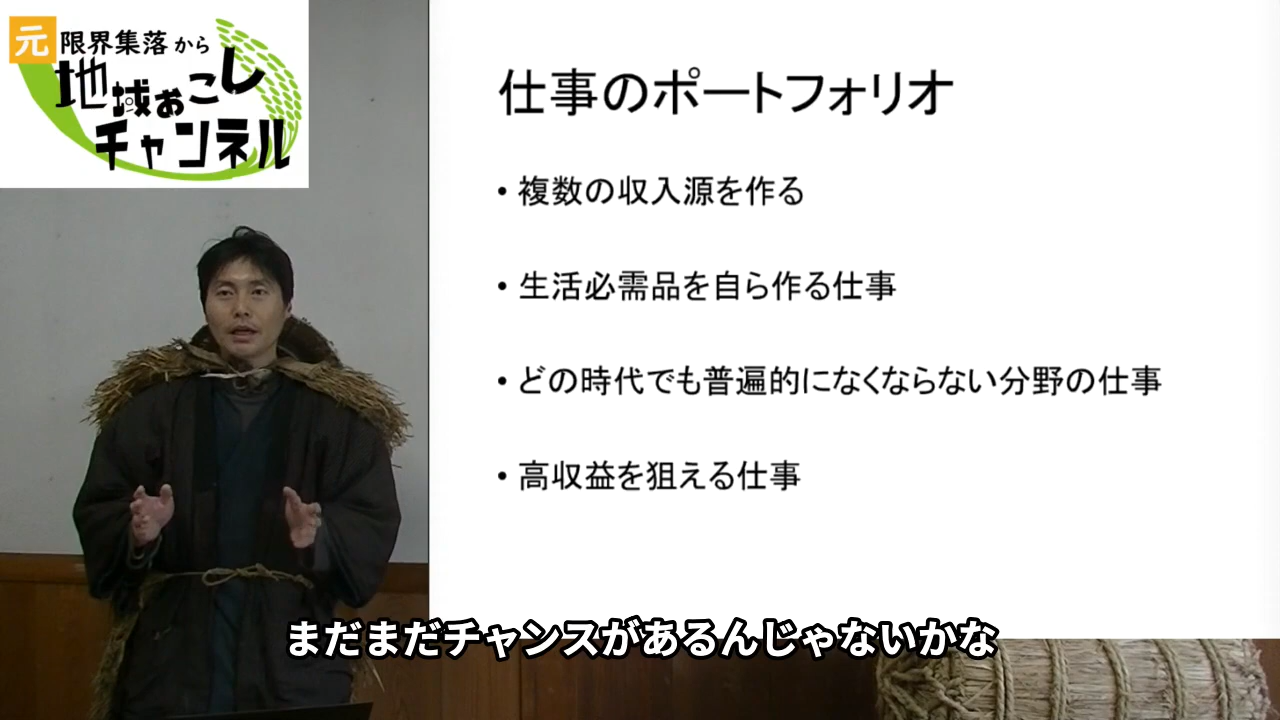 元 限界集落から
地域おこし
チャンネル
仕事のポートフォリオ
• 複数の収入源を作る
• 生活必需品を自ら作る仕事
• どの時代でも普遍的になくならない分野の仕事
• 高収益を狙える仕事
まだまだチャンスがあるんじゃないかな